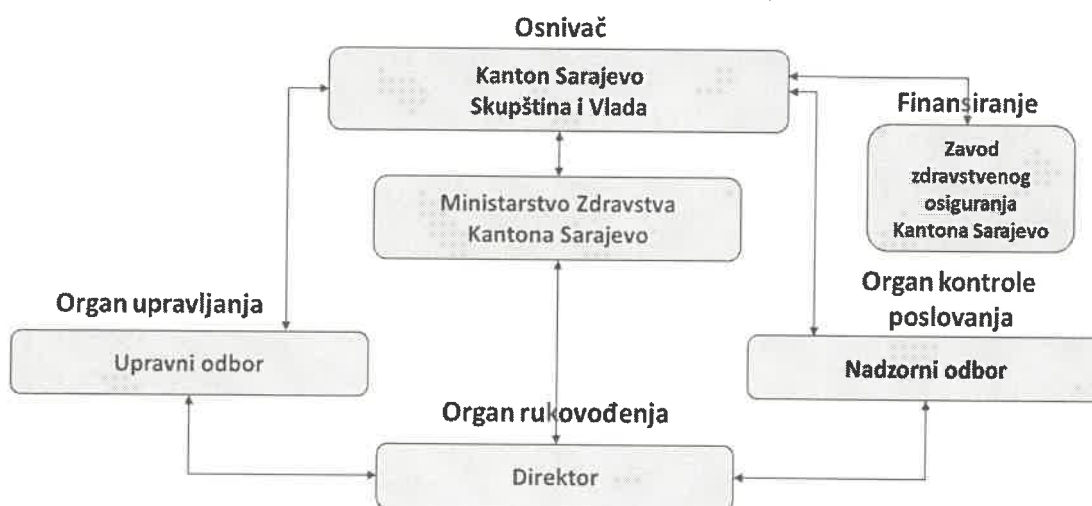 Osnivač
Kanton Sarajevo
Skupština i Vlada
Finansiranje
Zavod
zdravstvenog
osiguranja
Kantona Sarajevo
Ministarstvo Zdravstva
Kantona Sarajevo
Organ upravljanja
Upravni odbor
Organ kontrole
poslovanja
Nadzorni odbor
Organ rukovođenja
Direktor